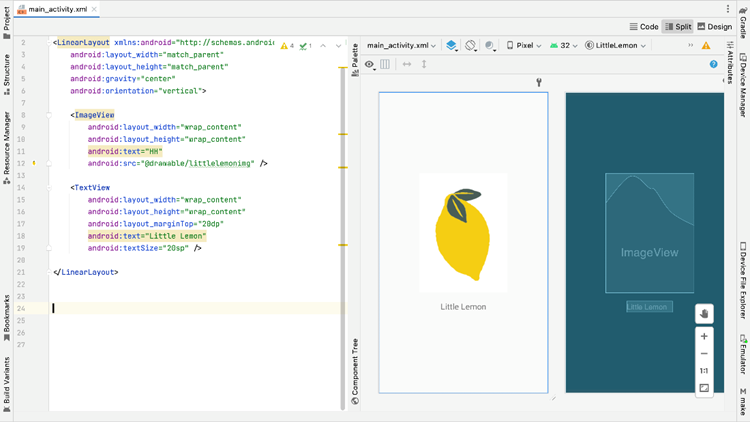 main_activity.xml
Code Split Design
2 <LinearLayout xmlns:android="http://schemas.android 4 1
3 android:layout_width="match_parent"
4 android:layout_height="match_parent"
5 android:gravity="center"
6 android:orientation="vertical">
7
8 <ImageView
9 android:layout_width="wrap_content"
10 android:layout_height="wrap_content"
11 android:text="HH"
12 android:src="@drawable/littlelemonimg" />
13
14 <TextView
15 android:layout_width="wrap_content"
16 android:layout_height="wrap_content"
17 android:layout_marginTop="20dp"
18 android:text="Little Lemon"
19 android:textSize="20sp" />
20
21 </LinearLayout>
22
23
24
25
26
27
Project
Structure
Resource Manager
Bookmarks
Build Variants
Palette
Component Tree
main_activity.xml Pixel 32 LittleLemon
Little Lemon
ImageView
Little Lemon
1:1
Attributes
Gradle
Device Manager
Device File Explorer
Emulator
make